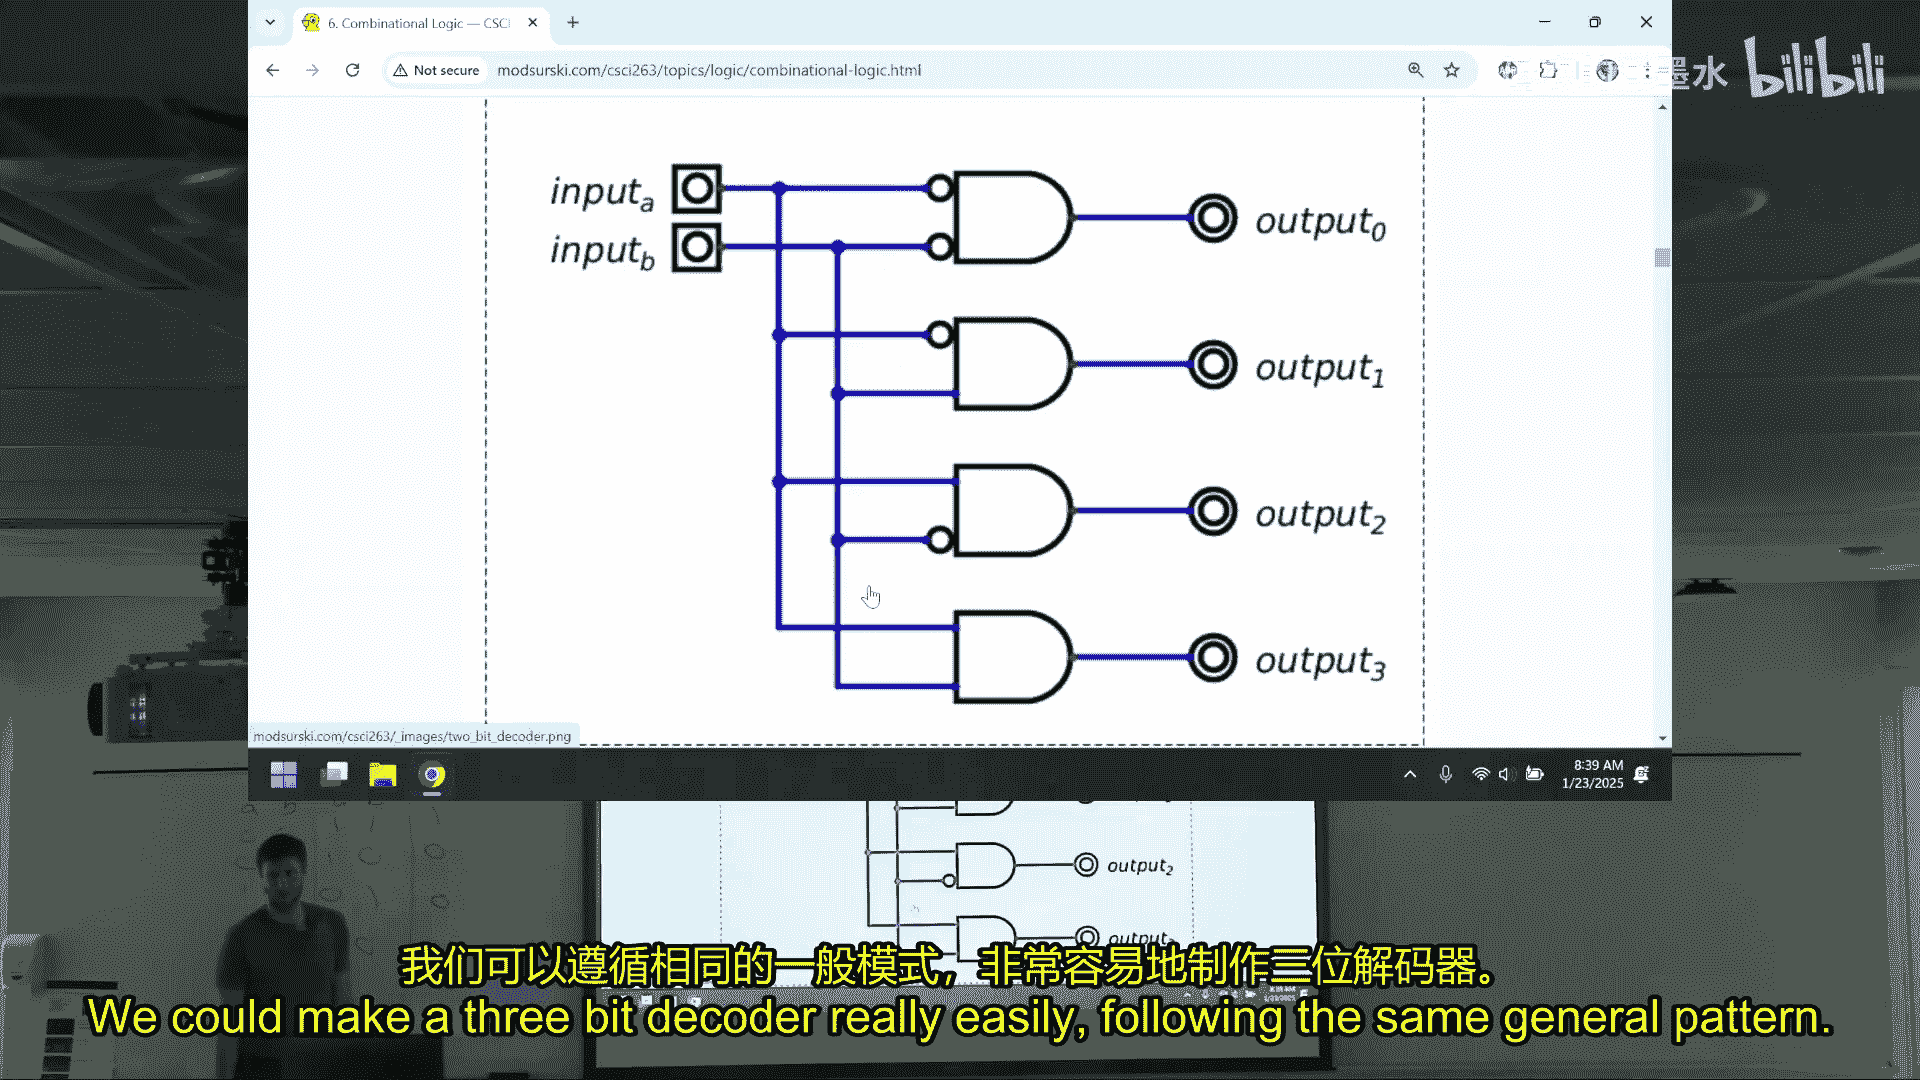 6. Combinational Logic — CSCI
Not secure
modsurski.com/csci263/topics/logic/combinational-logic.html
墨水 bilibili
input_a
input_b
output_0
output_1
output_2
output_3
modsurski.com/csci263/_images/two_bit_decoder.png
8:39 AM
1/23/2025
output_2
我们可以遵循相同的一般模式，非常容易地制作三位解码器。
We could make a three bit decoder really easily, following the same general pattern.